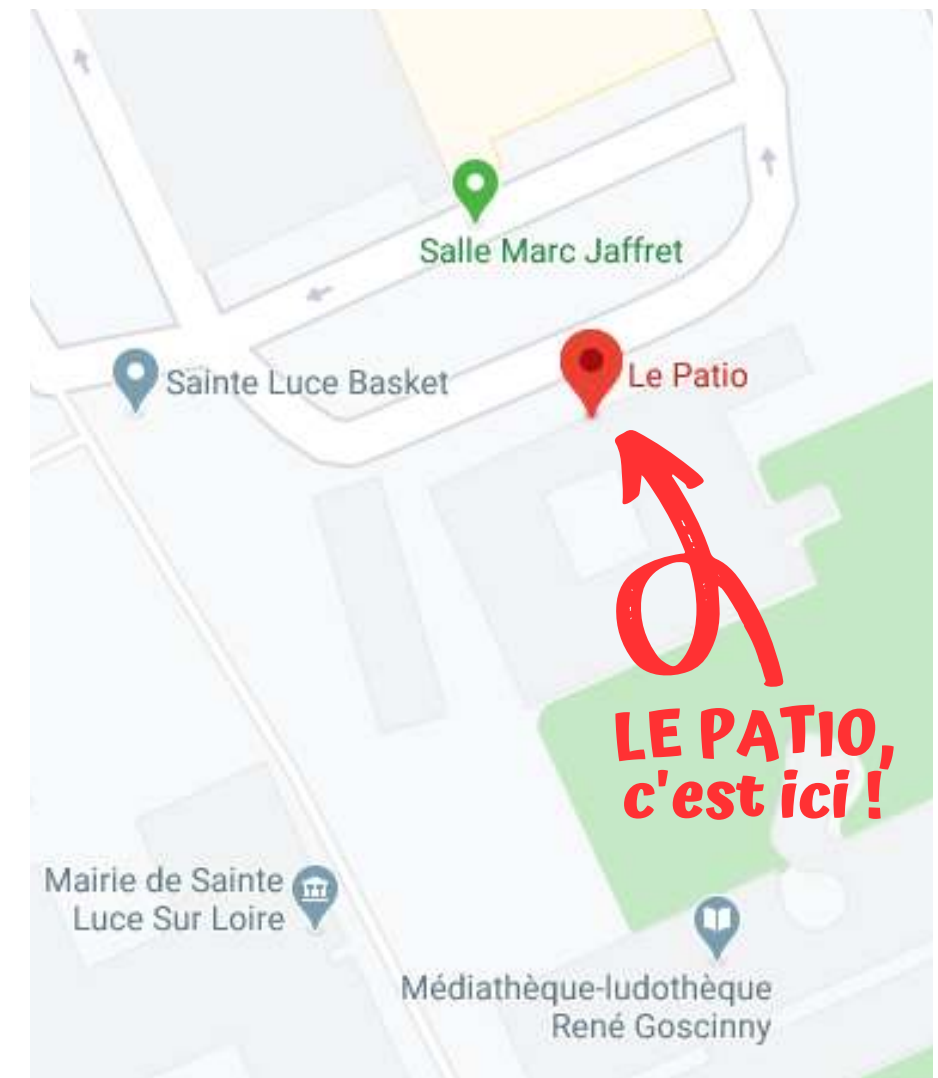 Salle Marc Jaffret
Sainte Luce Basket
Le Patio
LE PATIO,
c'est ici !
Mairie de Sainte
Luce Sur Loire
Médiathèque-ludothèque
René Goscinny